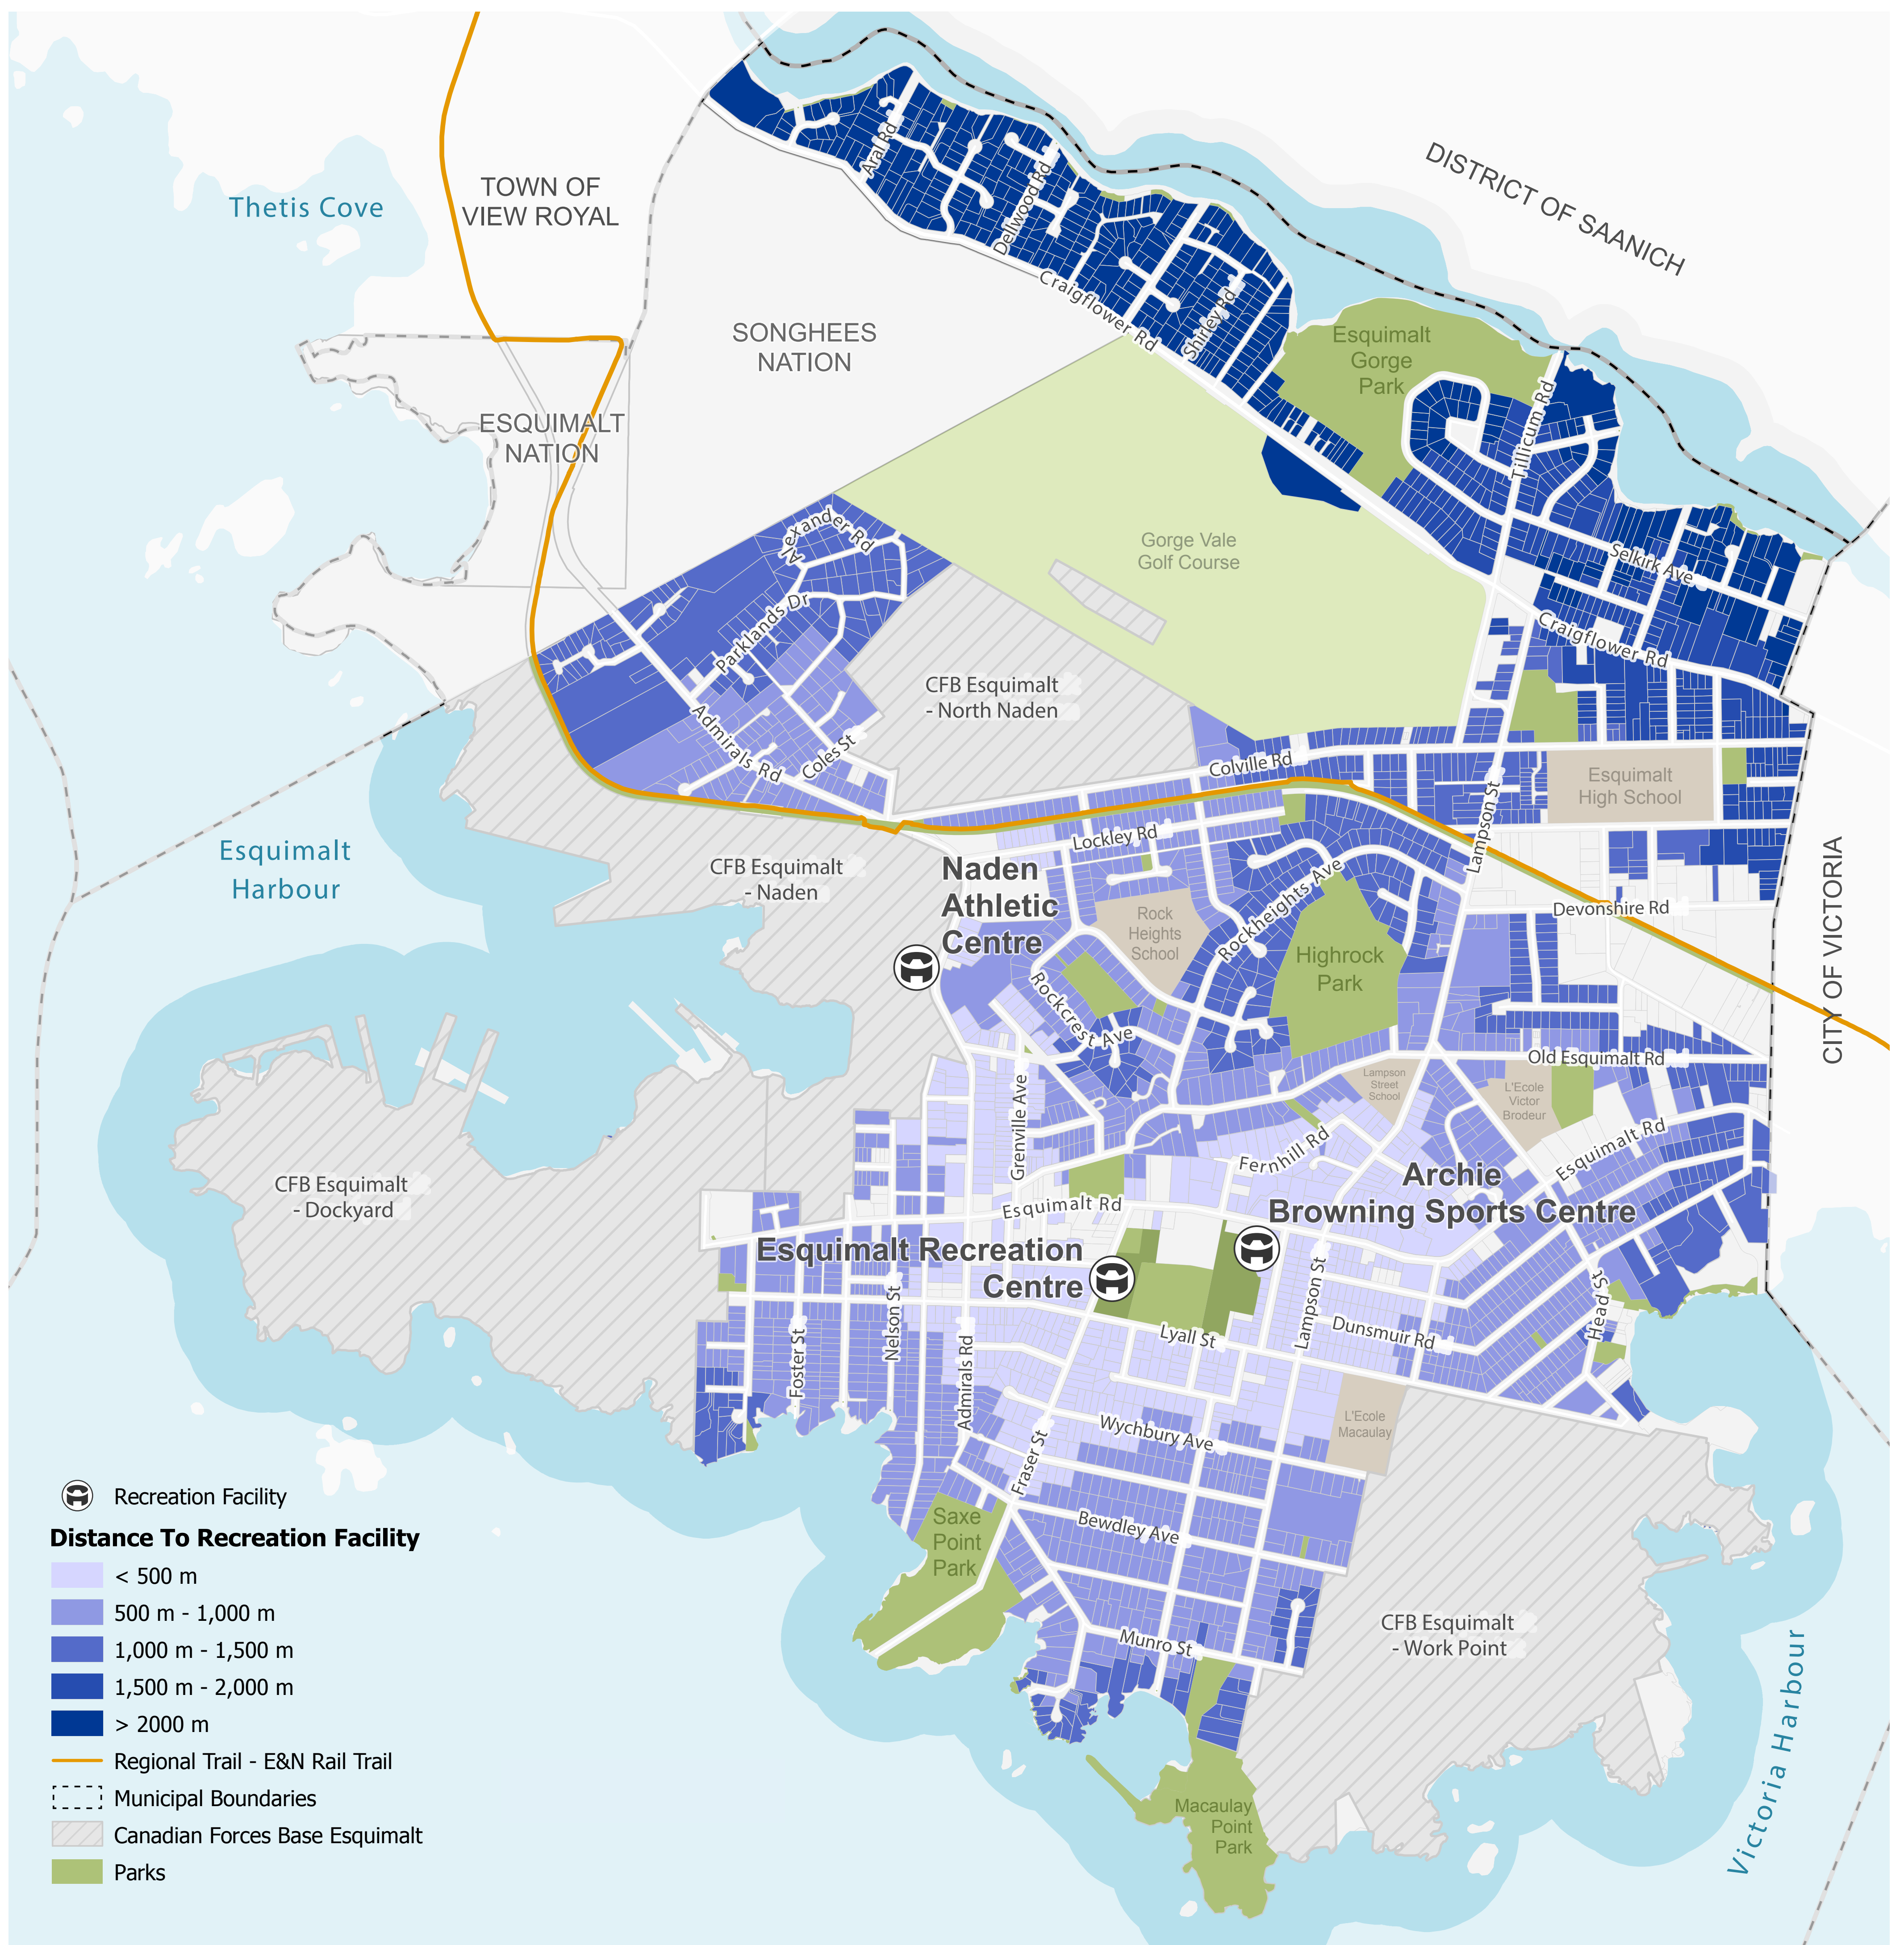 DISTRICT OF SAANICH
Thetis Cove
TOWN OF
VIEW ROYAL
Aral Rd
Dellwood Rd
Craigflower Rd
Shirley Rd
SONGHEES
NATION
Esquimalt
Gorge
Park
ESQUIMALT
NATION
Tillicum Rd
Alexander Rd
Gorge Vale
Golf Course
Selkirk Ave
Parklands Dr
Craigflower Rd
CFB Esquimalt
- North Naden
Admirals Rd
Coles St
Colville Rd
Esquimalt
High School
Lampson St
Esquimalt
Harbour
CFB Esquimalt
- Naden
Lockley Rd
Naden
Athletic
Centre
Rock
Heights
School
Rockheights Ave
Highrock
Park
Devonshire Rd
CITY OF VICTORIA
Rockcrest Ave
Old Esquimalt Rd
Lampson
Street
School
L'Ecole
Victor
Brodeur
Grenville Ave
Fernhill Rd
Esquimalt Rd
CFB Esquimalt
- Dockyard
Archie
Browning Sports Centre
Esquimalt Rd
Esquimalt Recreation
Centre
Nelson St
Foster St
Admirals Rd
Lyall St
Lampson St
Dunsmuir Rd
Head St
L'Ecole
Macaulay
Wychbury Ave
Fraser St
Saxe
Point
Park
Bewdley Ave
Munro St
CFB Esquimalt
- Work Point
Macaulay
Point
Park
Victoria Harbour
Recreation Facility
Distance To Recreation Facility
< 500 m
500 m - 1,000 m
1,000 m - 1,500 m
1,500 m - 2,000 m
> 2000 m
Regional Trail - E&N Rail Trail
Municipal Boundaries
Canadian Forces Base Esquimalt
Parks